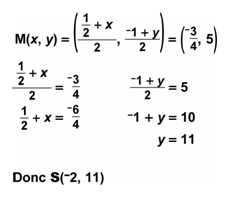 M(x, y) = ((1/2 + x)/2, (⁻1 + y)/2) = (⁻3/4, 5)
(1/2 + x)/2 = ⁻3/4    (⁻1 + y)/2 = 5
1/2 + x = ⁻6/4    ⁻1 + y = 10
y = 11
Donc S(⁻2, 11)